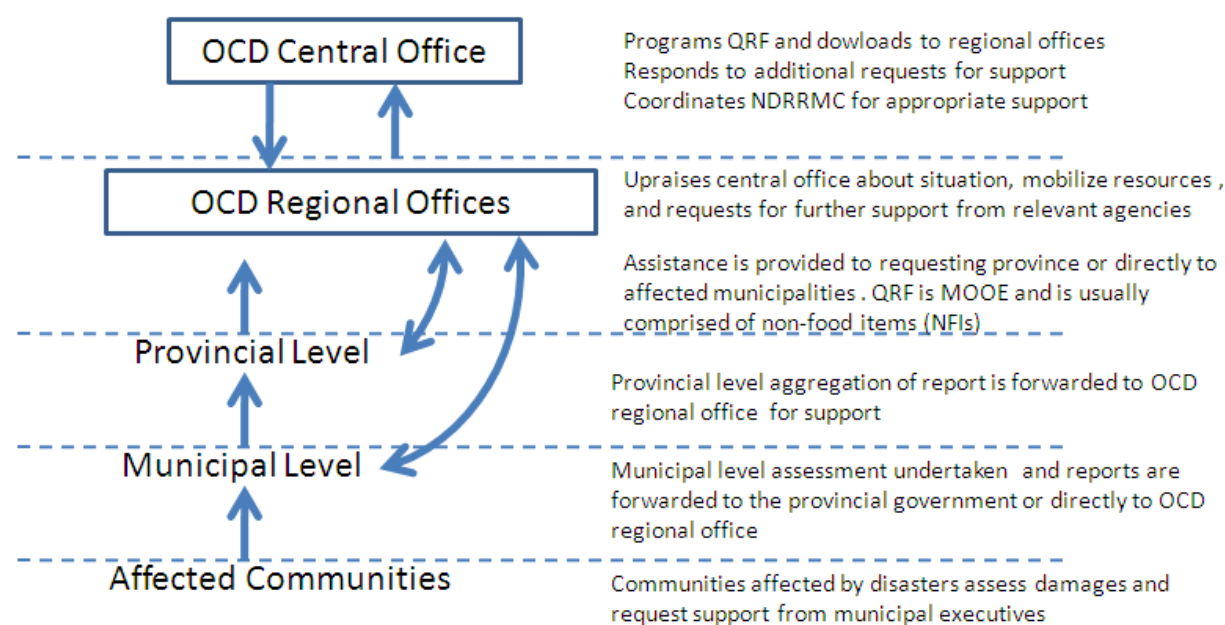 OCD Central Office
Programs QRF and dowloads to regional offices
Responds to additional requests for support
Coordinates NDRRMC for appropriate support
OCD Regional Offices
Upraises central office about situation, mobilize resources ,
and requests for further support from relevant agencies
Assistance is provided to requesting province or directly to
affected municipalities . QRF is MOOE and is usually
comprised of non-food items (NFIs)
Provincial Level
Provincial level aggregation of report is forwarded to OCD
regional office for support
Municipal Level
Municipal level assessment undertaken and reports are
forwarded to the provincial government or directly to OCD
regional office
Affected Communities
Communities affected by disasters assess damages and
request support from municipal executives